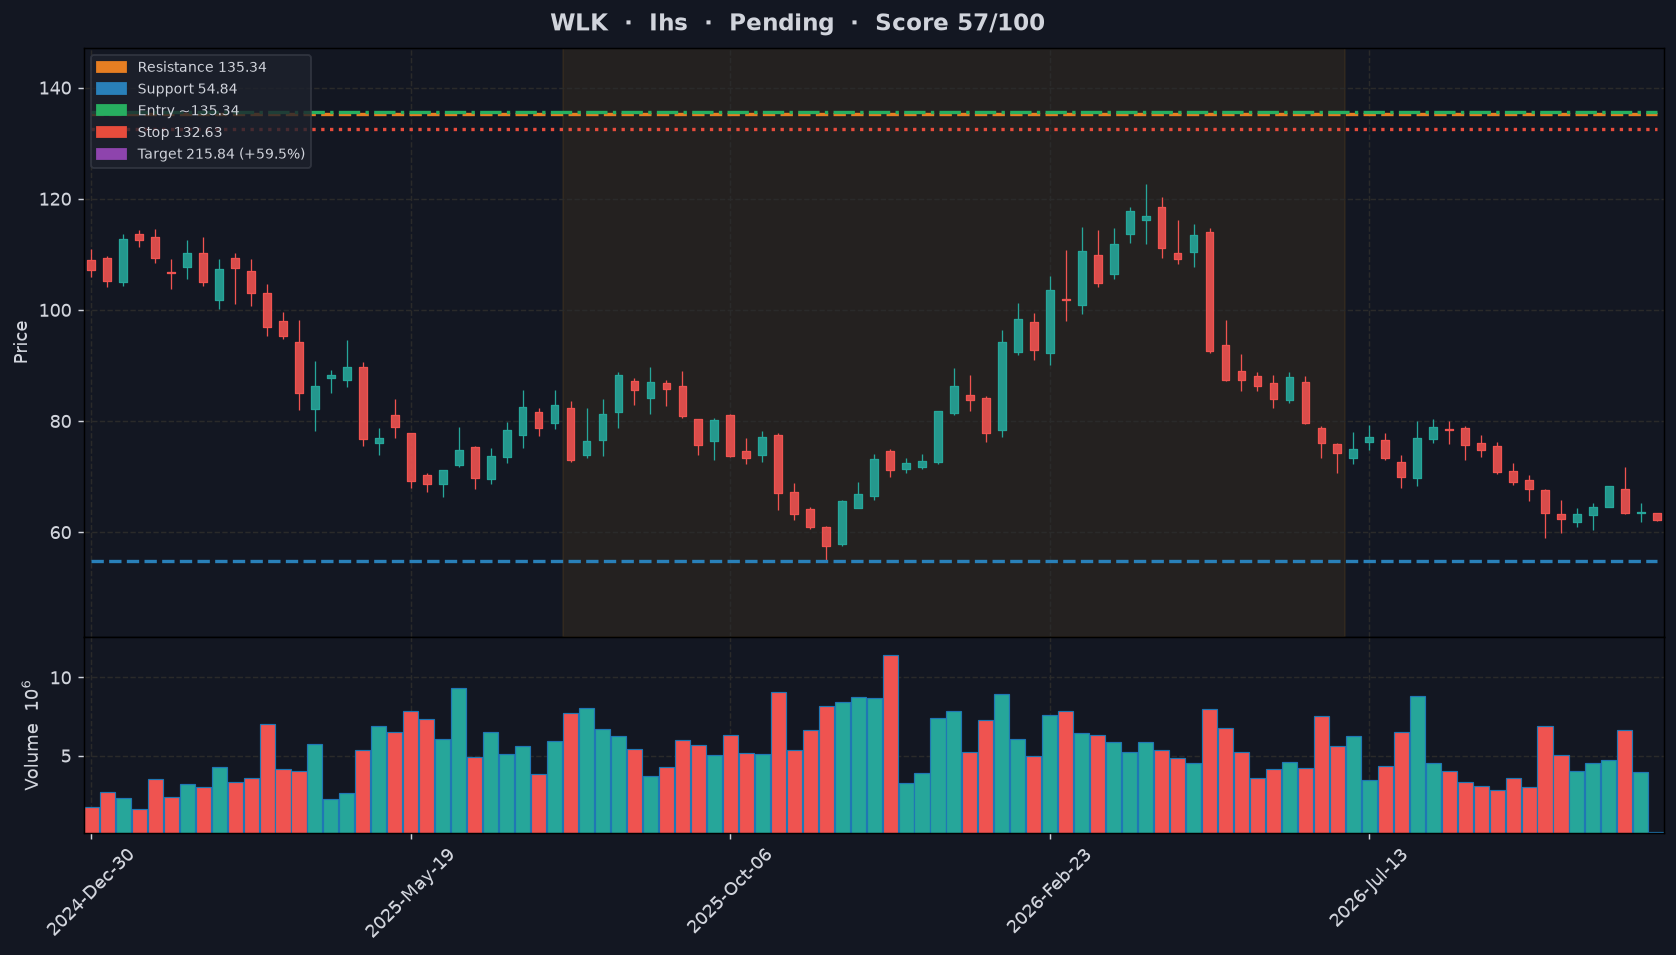 WLK · Ihs · Pending · Score 57/100
Resistance 135.34
Support 54.84
Entry ~135.34
Stop 132.63
Target 215.84 (+59.5%)
140
120
100
80
60
Price
10
5
Volume 10⁶
2024-Dec-30
2025-May-19
2025-Oct-06
2026-Feb-23
2026-Jul-13